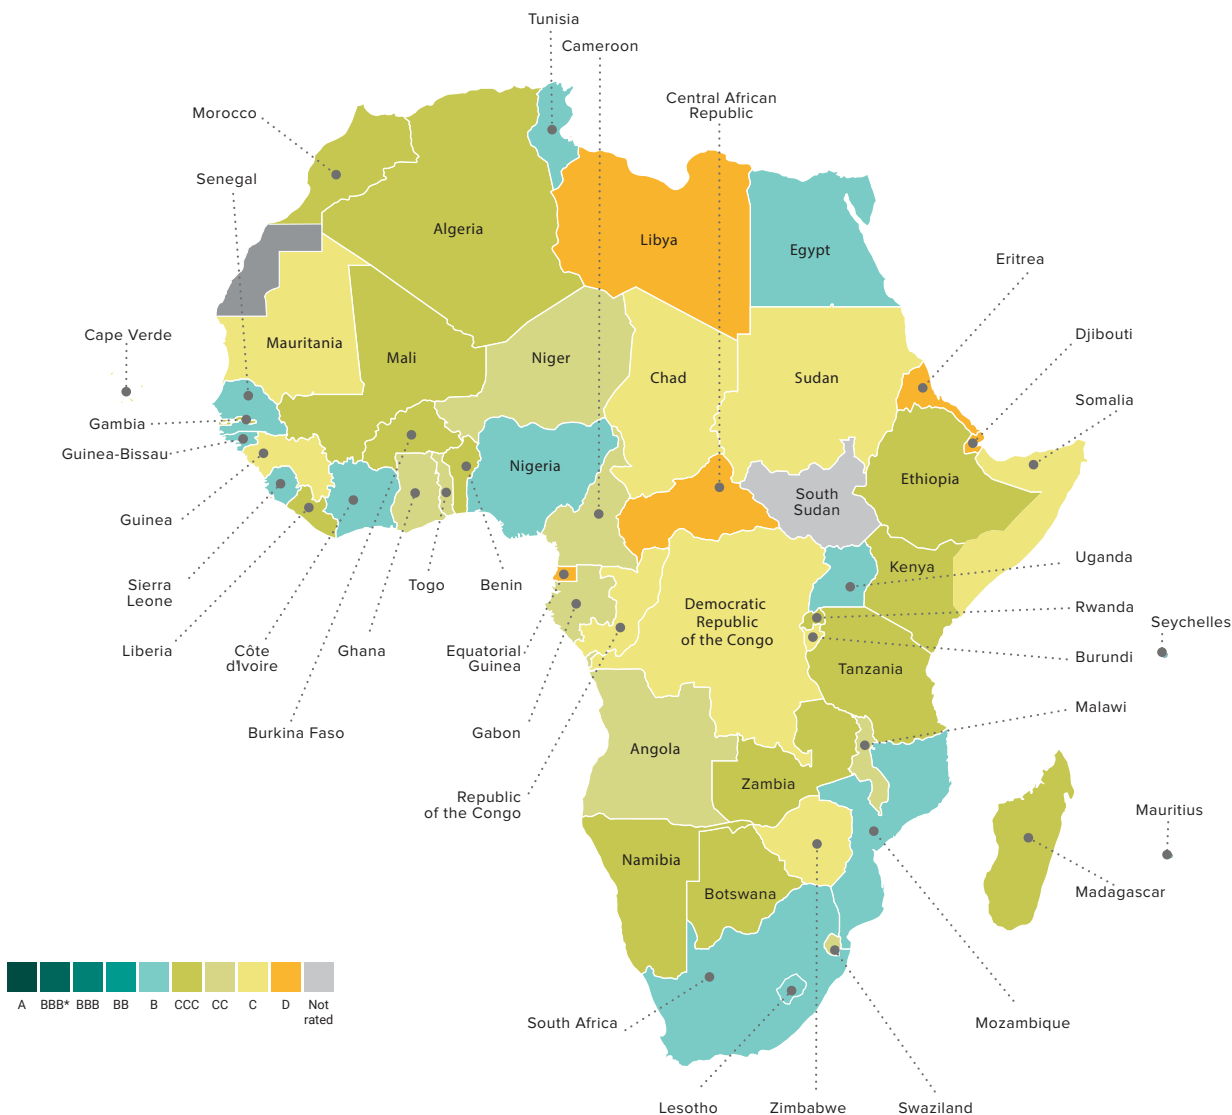 Tunisia
Cameroon
Central African
Republic
Morocco
Senegal
Algeria
Libya
Egypt
Eritrea
Cape Verde
Mauritania
Mali
Niger
Chad
Sudan
Djibouti
Somalia
Gambia
Guinea-Bissau
Nigeria
Ethiopia
South
Sudan
Guinea
Sierra
Leone
Togo
Benin
Kenya
Uganda
Democratic
Republic
of the Congo
Rwanda
Seychelles
Liberia
Côte
d'Ivoire
Ghana
Equatorial
Guinea
Burundi
Tanzania
Burkina Faso
Gabon
Malawi
Angola
Zambia
Republic
of the Congo
Mauritius
Namibia
Botswana
Madagascar
A
BBB*
BBB
BB
B
CCC
CC
C
D
Not
rated
South Africa
Mozambique
Lesotho
Zimbabwe
Swaziland